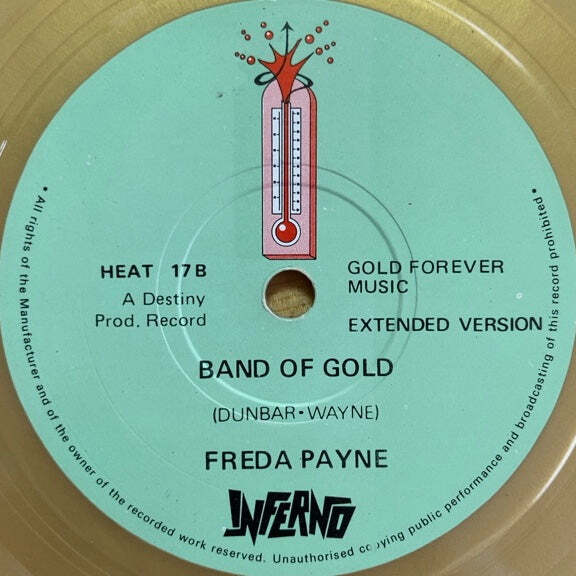 HEAT 17B
A Destiny
Prod. Record
GOLD FOREVER
MUSIC
EXTENDED VERSION
BAND OF GOLD
(DUNBAR•WAYNE)
FREDA PAYNE
INFERNO
• All rights of the Manufacturer and of the owner of the recorded work reserved. Unauthorised copying public performance and broadcasting of this record prohibited •